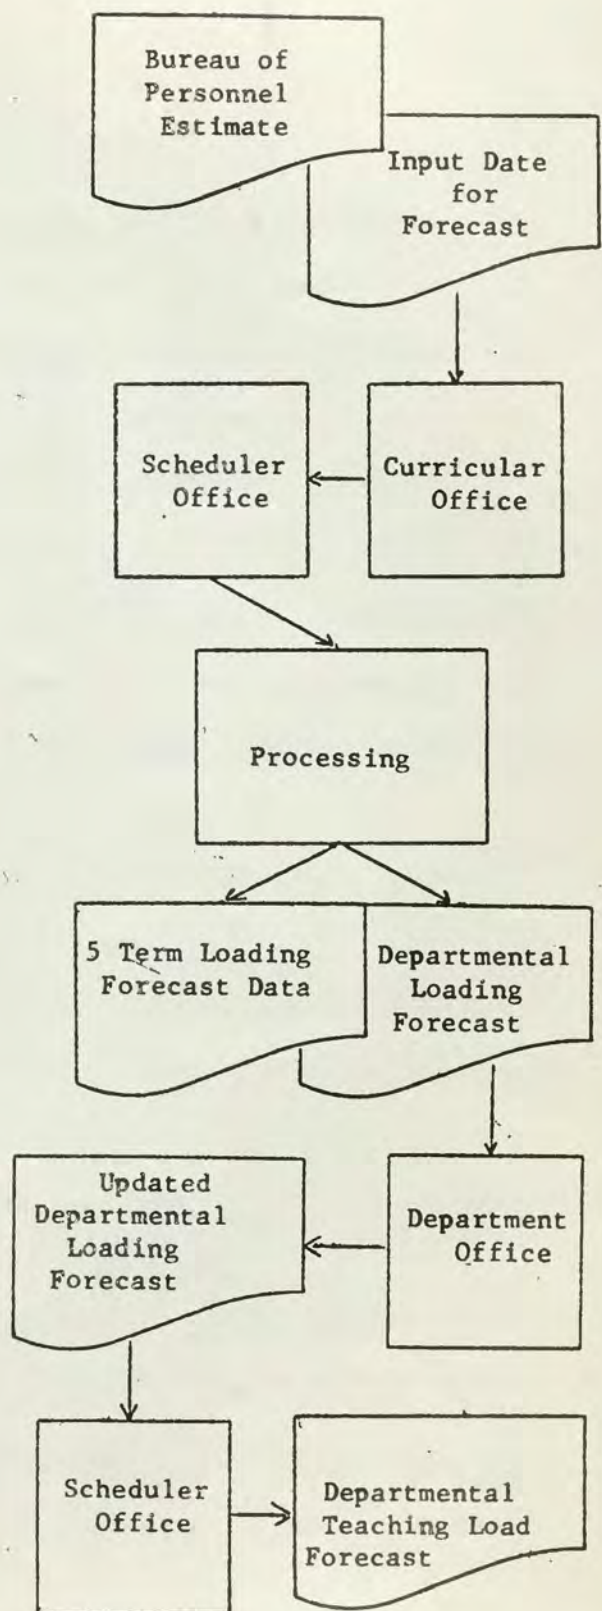 Bureau of
Personnel
Estimate
Input Date
for
Forecast
Scheduler
Office
Curricular
Office
Processing
5 Term Loading
Forecast Data
Departmental
Loading
Forecast
Updated
Departmental
Loading
Forecast
Department
Office
Scheduler
Office
Departmental
Teaching Load
Forecast